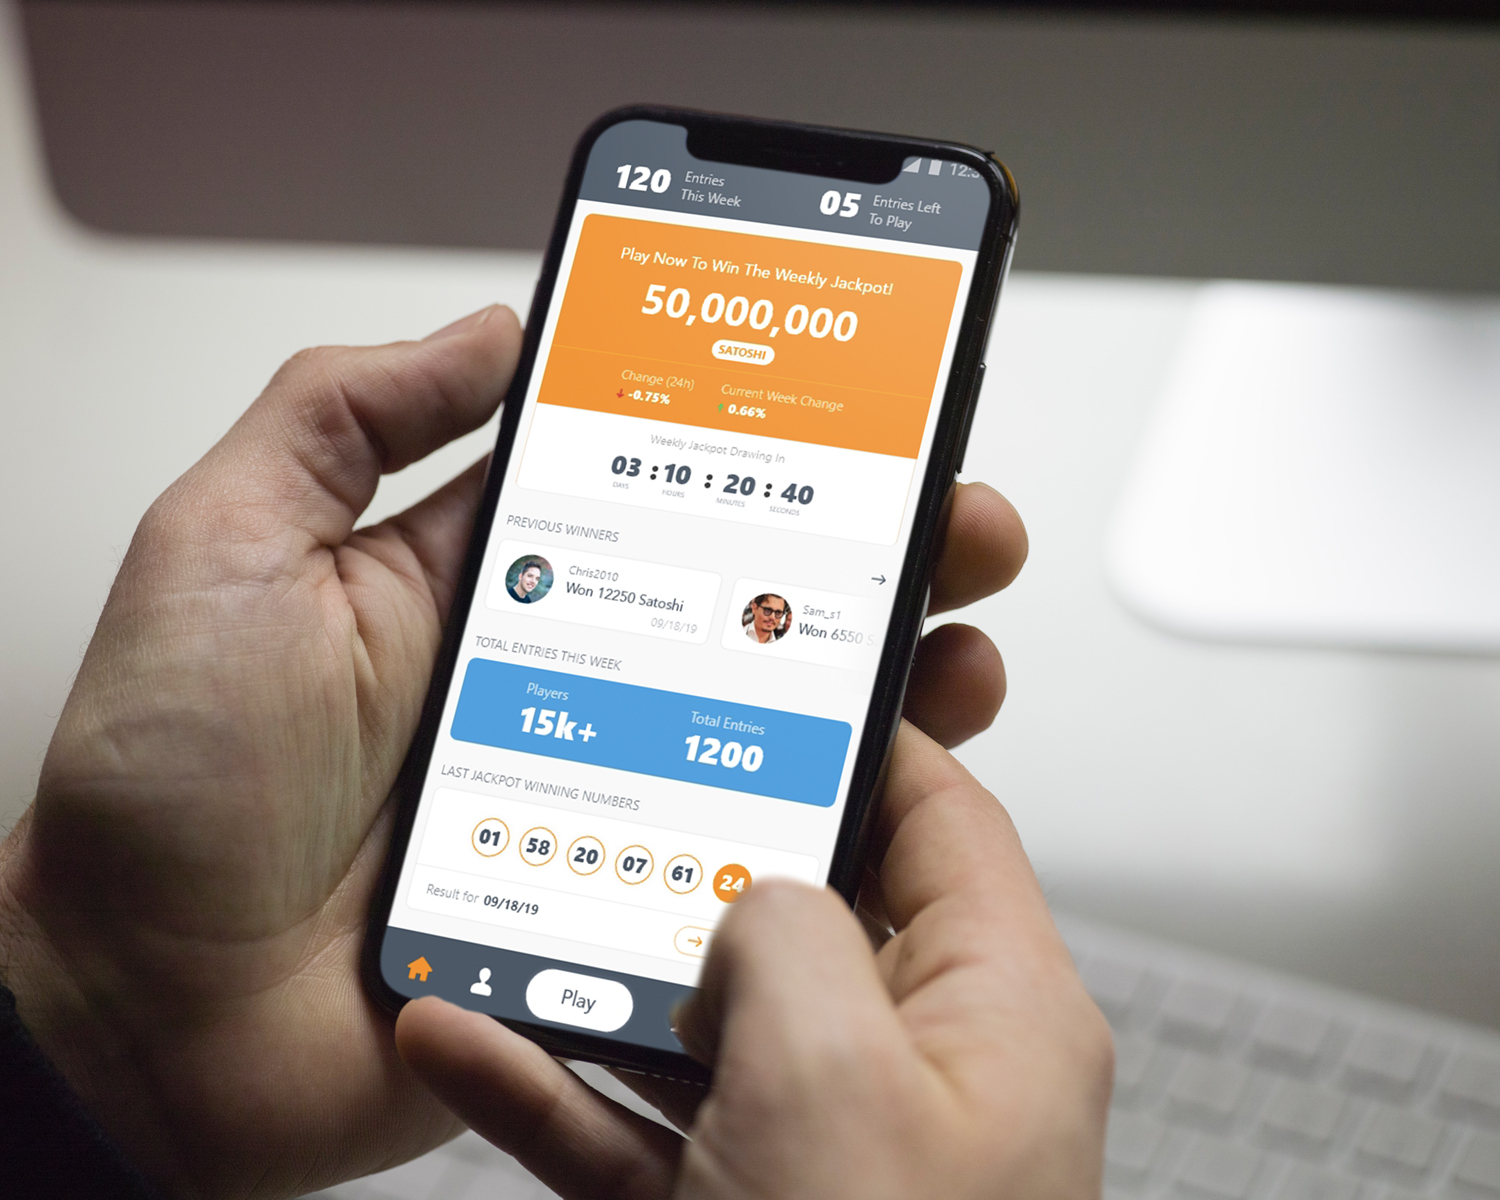 12:3
120 Entries This Week
05 Entries Left To Play
Play Now To Win The Weekly Jackpot!
50,000,000
SATOSHI
Change (24h)
-0.75%
Current Week Change
0.66%
Weekly Jackpot Drawing In
03 : 10 : 20 : 40
DAYS HOURS MINUTES SECONDS
PREVIOUS WINNERS
Chris2010
Won 12250 Satoshi
09/18/19
Sam_s1
Won 6550 S
TOTAL ENTRIES THIS WEEK
Players
15k+
Total Entries
1200
LAST JACKPOT WINNING NUMBERS
01 58 20 07 61 24
Result for 09/18/19
Play